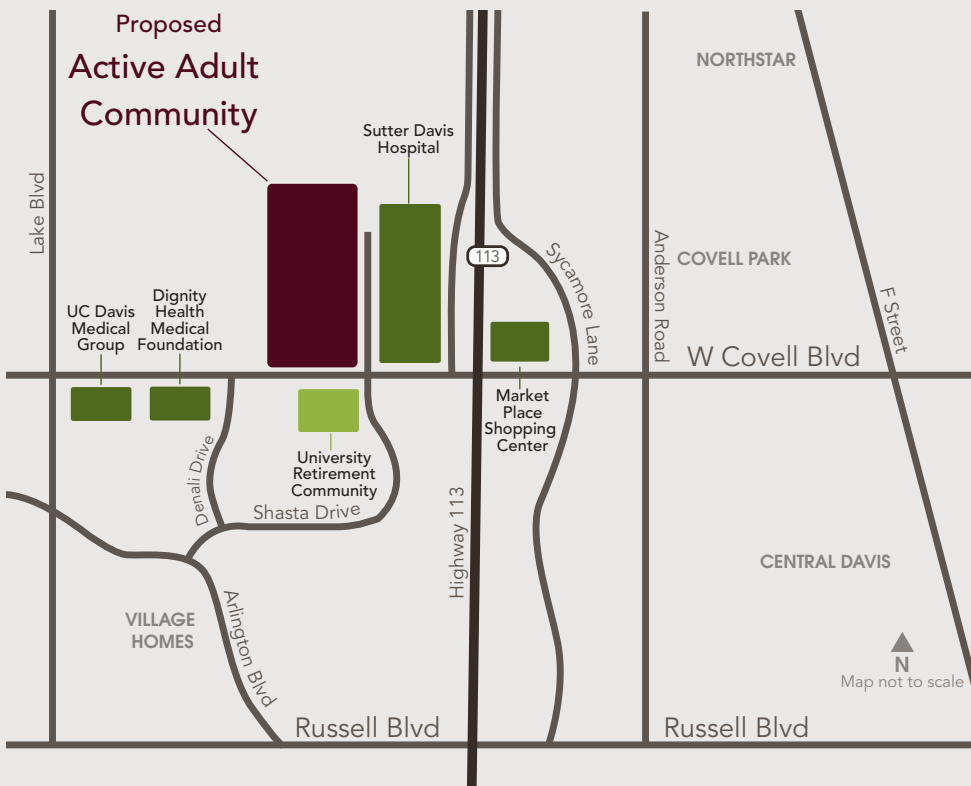 Proposed
Active Adult
Community
NORTHSTAR
Sutter Davis
Hospital
Lake Blvd
113
Sycamore Lane
Anderson Road
COVELL PARK
F Street
UC Davis
Medical
Group
Dignity
Health
Medical
Foundation
W Covell Blvd
Market
Place
Shopping
Center
University
Retirement
Community
Denali Drive
Shasta Drive
Highway 113
CENTRAL DAVIS
VILLAGE
HOMES
Arlington Blvd
N
Map not to scale
Russell Blvd
Russell Blvd